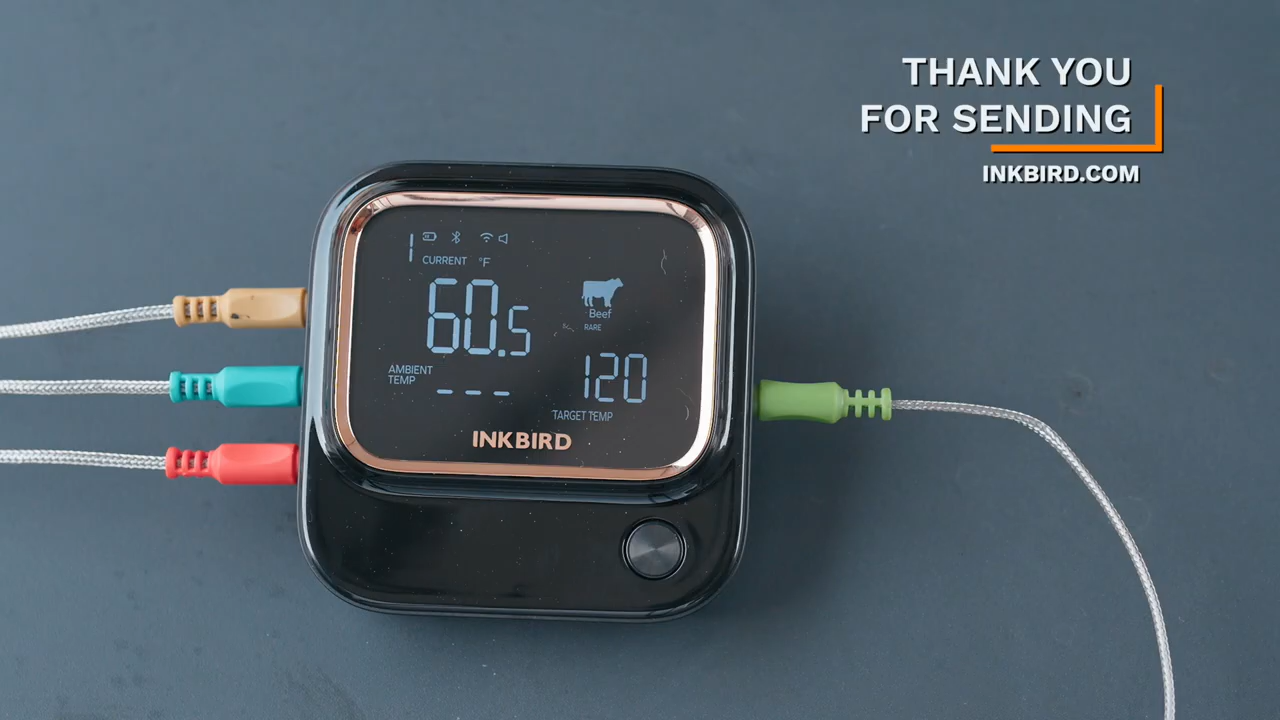 THANK YOU
FOR SENDING
INKBIRD.COM
1
CURRENT °F
60.5
Beef
RARE
AMBIENT
TEMP
---
120
TARGET TEMP
INKBIRD